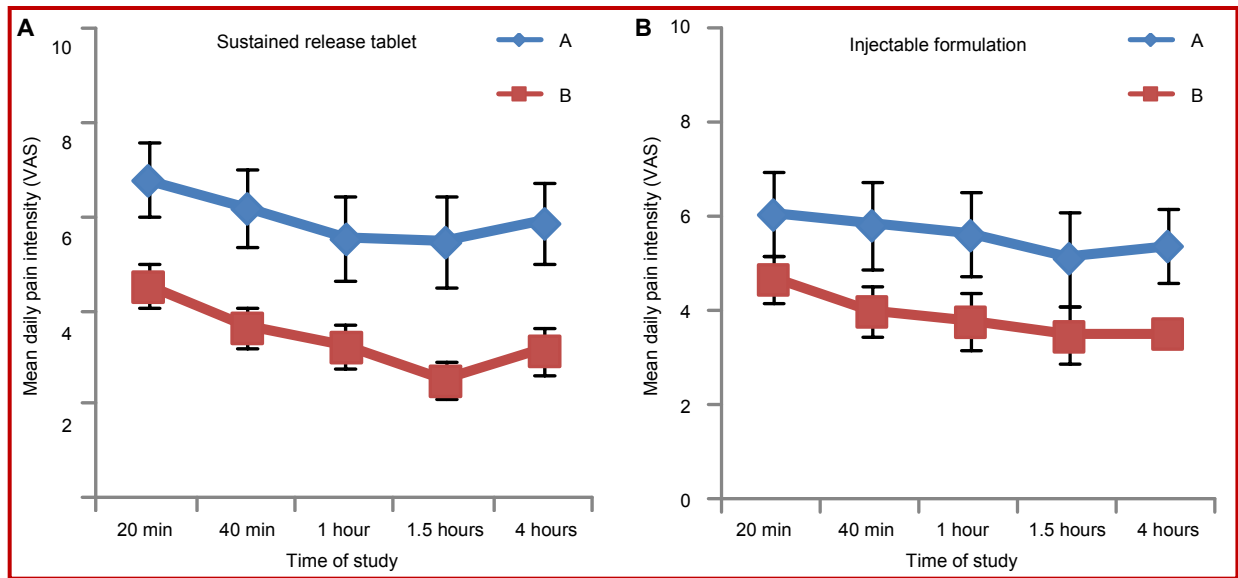 A
Sustained release tablet
A
B
Mean daily pain intensity (VAS)
10
8
6
4
2
20 min 40 min 1 hour 1.5 hours 4 hours
Time of study
B
Injectable formulation
A
B
Mean daily pain intensity (VAS)
10
8
6
4
2
0
20 min 40 min 1 hour 1.5 hours 4 hours
Time of study